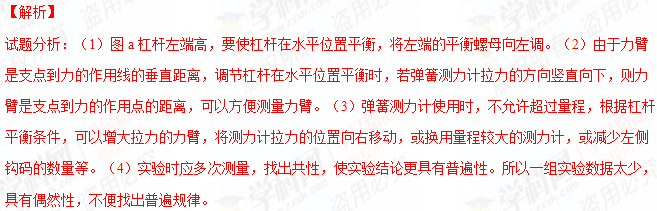 【解析】
试题分析：（1）图 a 杠杆左端高，要使杠杆在水平位置平衡，将左端的平衡螺母向左调。（2）由于力臂
是支点到力的作用线的垂直距离，调节杠杆在水平位置平衡时，若弹簧测力计拉力的方向竖直向下，则力
臂是支点到力的作用点的距离，可以方便测量力臂。（3）弹簧测力计使用时，不允许超过量程，根据杠杆
平衡条件，可以增大拉力的力臂，将测力计拉力的位置向右移动，或换用量程较大的测力计，或减少左侧
钩码的数量等。（4）实验时应多次测量，找出共性，使实验结论更具有普遍性。所以一组实验数据太少，
具有偶然性，不便找出普遍规律。